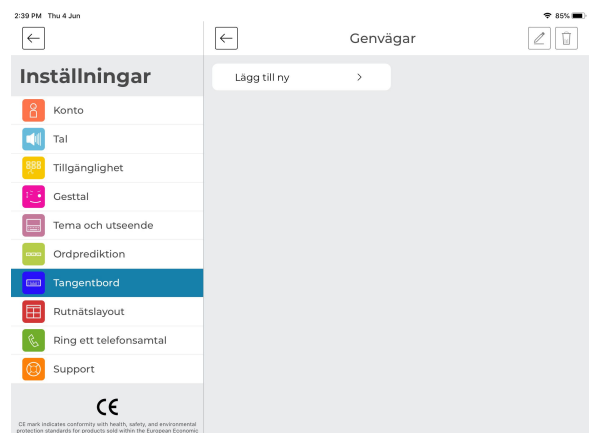 2:39 PM Thu 4 Jun
85%
Genvägar
Inställningar
Lägg till ny
Konto
Tal
Tillgänglighet
Gesttal
Tema och utseende
Ordprediktion
Tangentbord
Rutnätslayout
Ring ett telefonsamtal
Support
CE
CE mark indicates conformity with health, safety, and environmental
protection standards for products sold within the European Economic